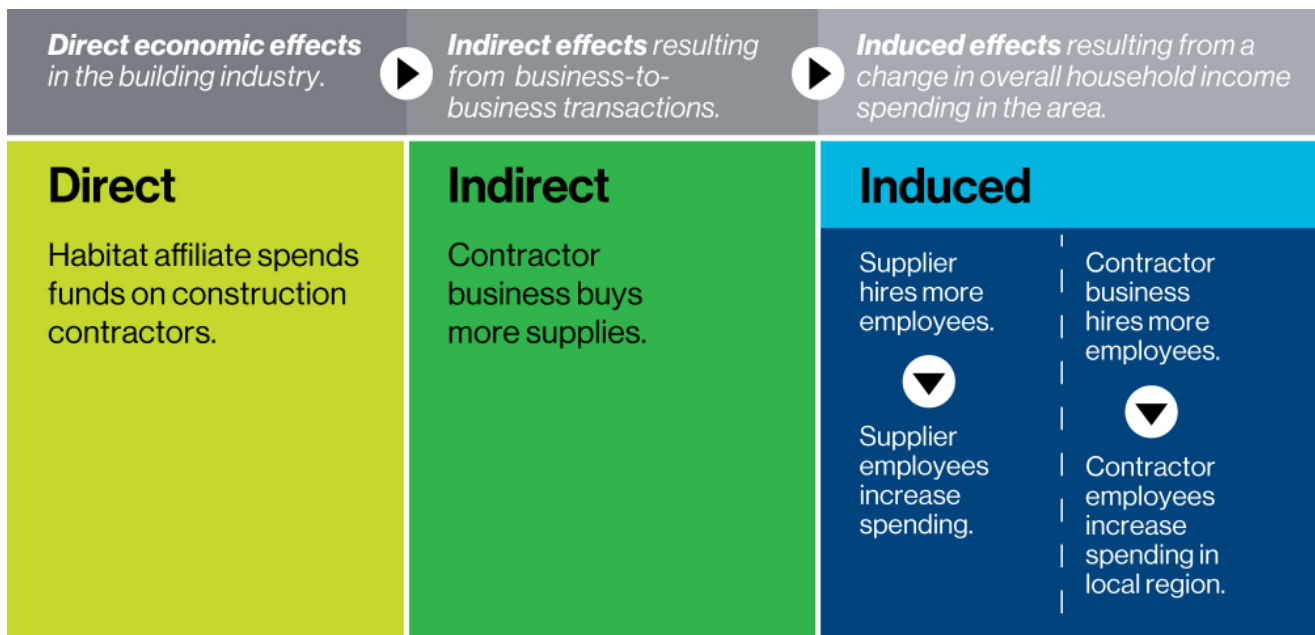 Direct economic effects
in the building industry.
Indirect effects resulting
from business-to-
business transactions.
Induced effects resulting from a
change in overall household income
spending in the area.
Direct
Habitat affiliate spends
funds on construction
contractors.
Indirect
Contractor
business buys
more supplies.
Induced
Supplier
hires more
employees.
Supplier
employees
increase
spending.
Contractor
business
hires more
employees.
Contractor
employees
increase
spending in
local region.